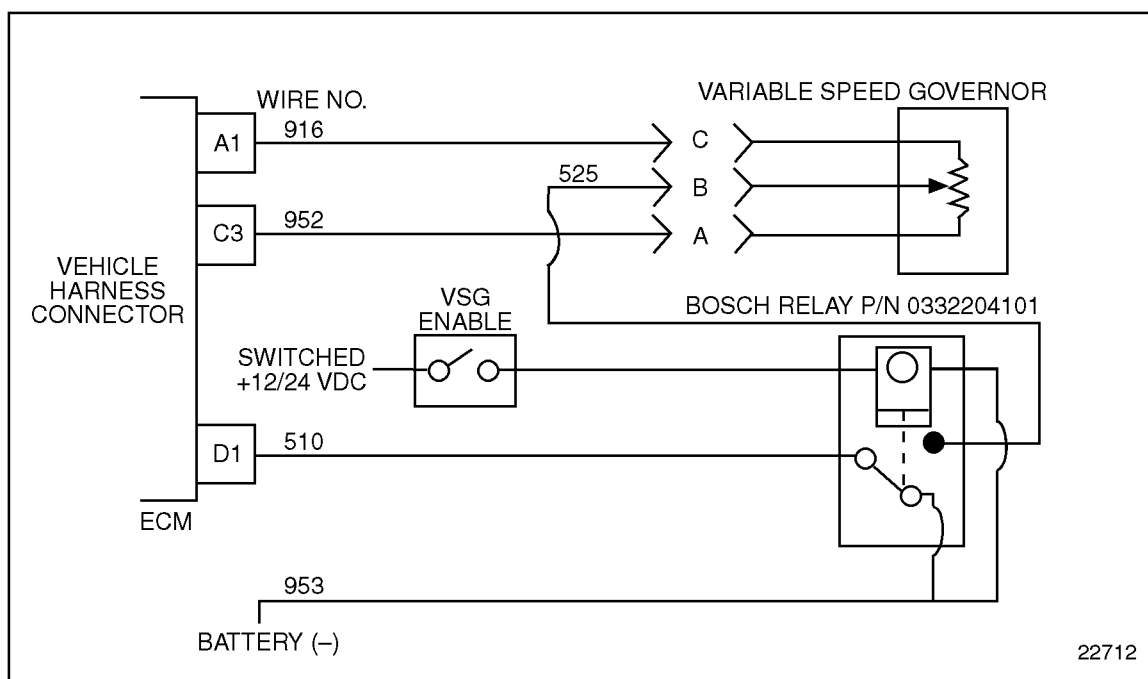 WIRE NO.
VARIABLE SPEED GOVERNOR
A1
916
C
525
B
C3
952
A
VEHICLE
HARNESS
CONNECTOR
VSG
ENABLE
BOSCH RELAY P/N 0332204101
SWITCHED
+12/24 VDC
D1
510
ECM
953
BATTERY (–)
22712